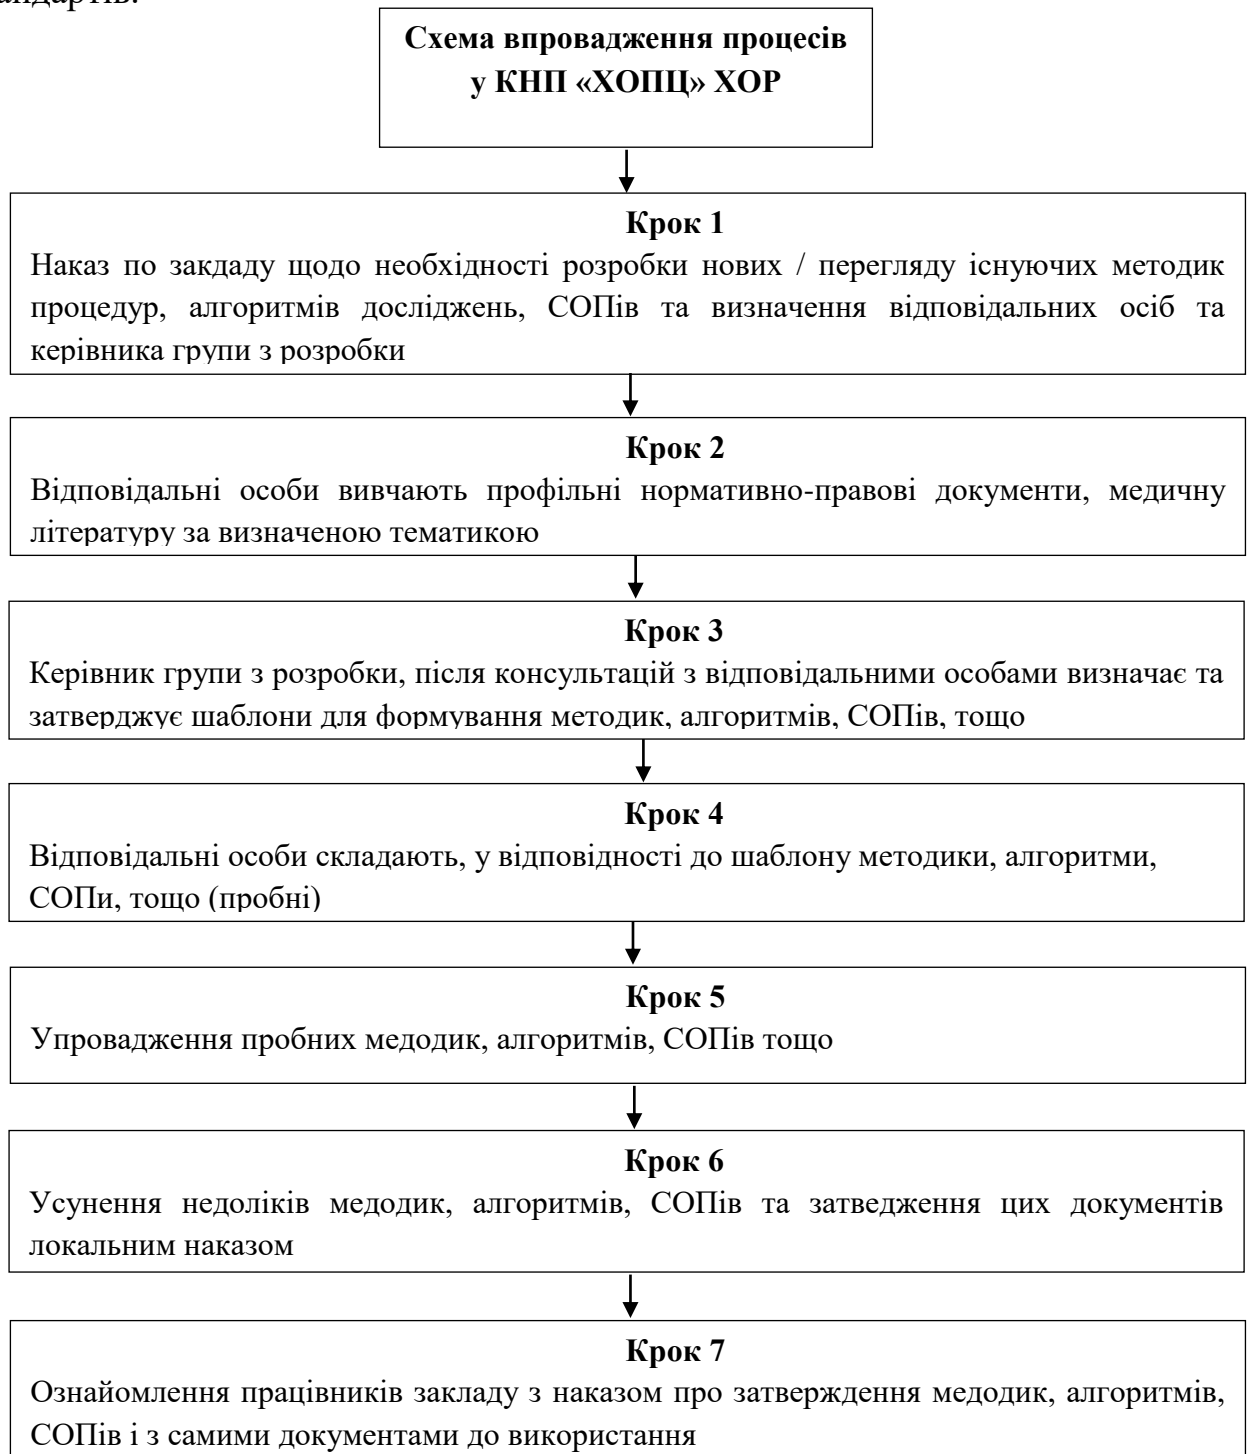 Схема впровадження процесів
у КНП «ХОПЦ» ХОР
Крок 1
Наказ по закдаду щодо необхідності розробки нових / перегляду існуючих методик
процедур, алгоритмів досліджень, СОПів та визначення відповідальних осіб та
керівника групи з розробки
Крок 2
Відповідальні особи вивчають профільні нормативно-правові документи, медичну
літературу за визначеною тематикою
Крок 3
Керівник групи з розробки, після консультацій з відповідальними особами визначає та
затверджує шаблони для формування методик, алгоритмів, СОПів, тощо
Крок 4
Відповідальні особи складають, у відповідності до шаблону методики, алгоритми,
СОПи, тощо (пробні)
Крок 5
Упровадження пробних медодик, алгоритмів, СОПів тощо
Крок 6
Усунення недоліків медодик, алгоритмів, СОПів та затведження цих документів
локальним наказом
Крок 7
Ознайомлення працівників закладу з наказом про затверждення медодик, алгоритмів,
СОПів і з самими документами до використання